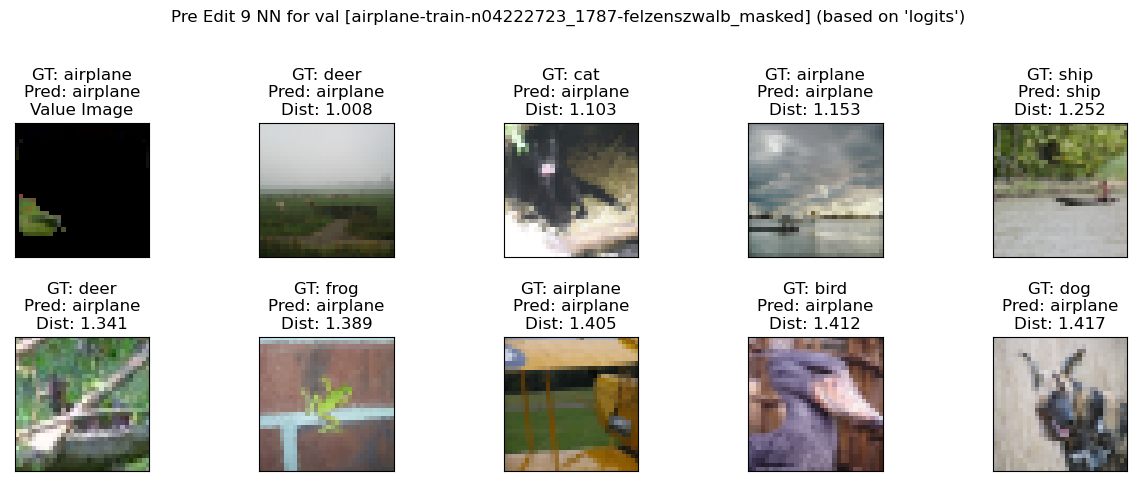 Pre Edit 9 NN for val [airplane-train-n04222723_1787-felzenszwalb_masked] (based on 'logits')
GT: airplane
Pred: airplane
Value Image
GT: deer
Pred: airplane
Dist: 1.008
GT: cat
Pred: airplane
Dist: 1.103
GT: airplane
Pred: airplane
Dist: 1.153
GT: ship
Pred: ship
Dist: 1.252
GT: deer
Pred: airplane
Dist: 1.341
GT: frog
Pred: airplane
Dist: 1.389
GT: airplane
Pred: airplane
Dist: 1.405
GT: bird
Pred: airplane
Dist: 1.412
GT: dog
Pred: airplane
Dist: 1.417